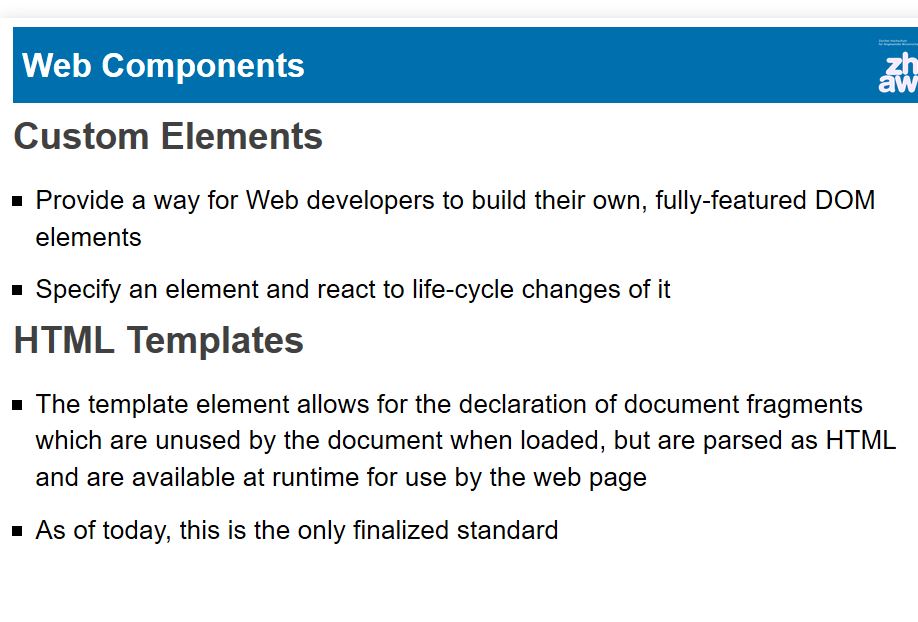 Web Components
zh
aw
Custom Elements
Provide a way for Web developers to build their own, fully-featured DOM
elements
Specify an element and react to life-cycle changes of it
HTML Templates
The template element allows for the declaration of document fragments
which are unused by the document when loaded, but are parsed as HTML
and are available at runtime for use by the web page
As of today, this is the only finalized standard